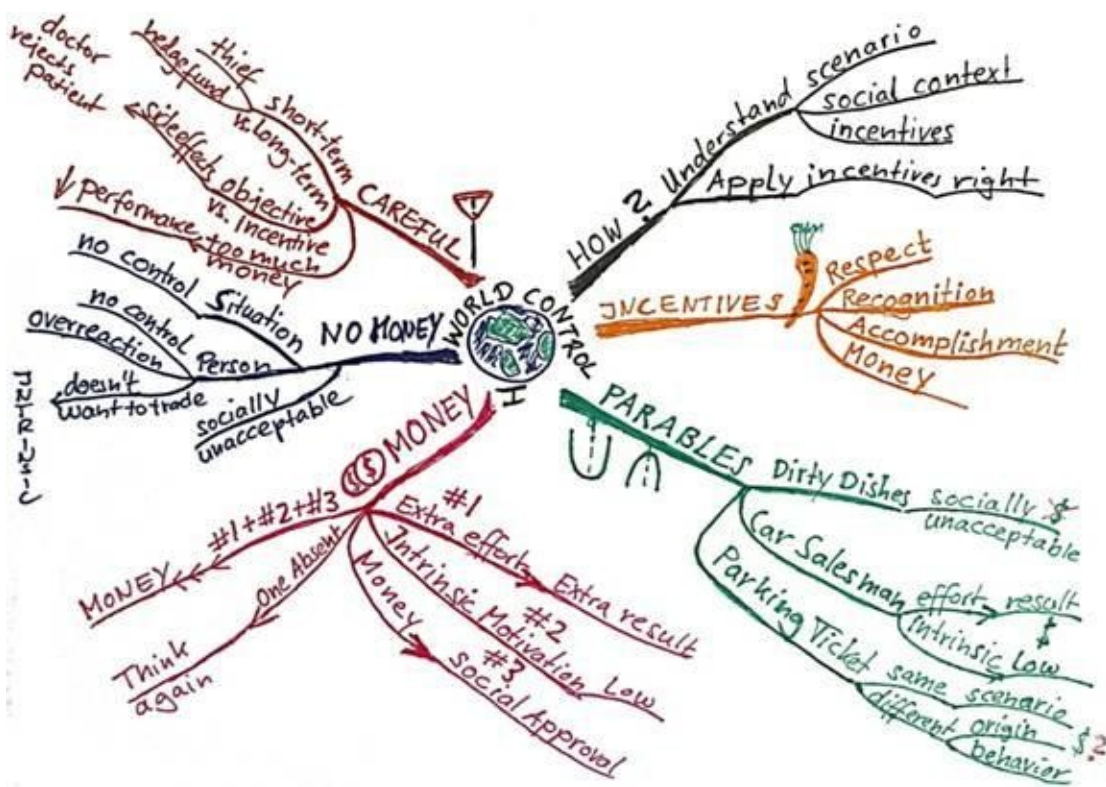 WORLD CONTROL
HOW?
Understand scenario
social context
incentives
Apply incentives right
INCENTIVES
Respect
Recognition
Accomplishment
Money
PARABLES
Dirty Dishes
socially $
unacceptable
Car Salesman
effort → result
$
intrinsic Low
Parking Ticket
same scenario
different origin
behavior
$?
MONEY
$
#1
Extra effort → Extra result
#2
Intrinsic Motivation Low
#3
Money → social Approval
One Absent
Think
again
#1+#2+#3
MONEY
NO MONEY
Situation
no control
Person
no control
overreaction
doesn't
want to trade
INTRINSIC
socially
unacceptable
CAREFUL
!
short-term
vs. long-term
thief
hedgefund
objective
vs. Incentive
side effects
doctor
rejects
patient
too much
money
↓ performance